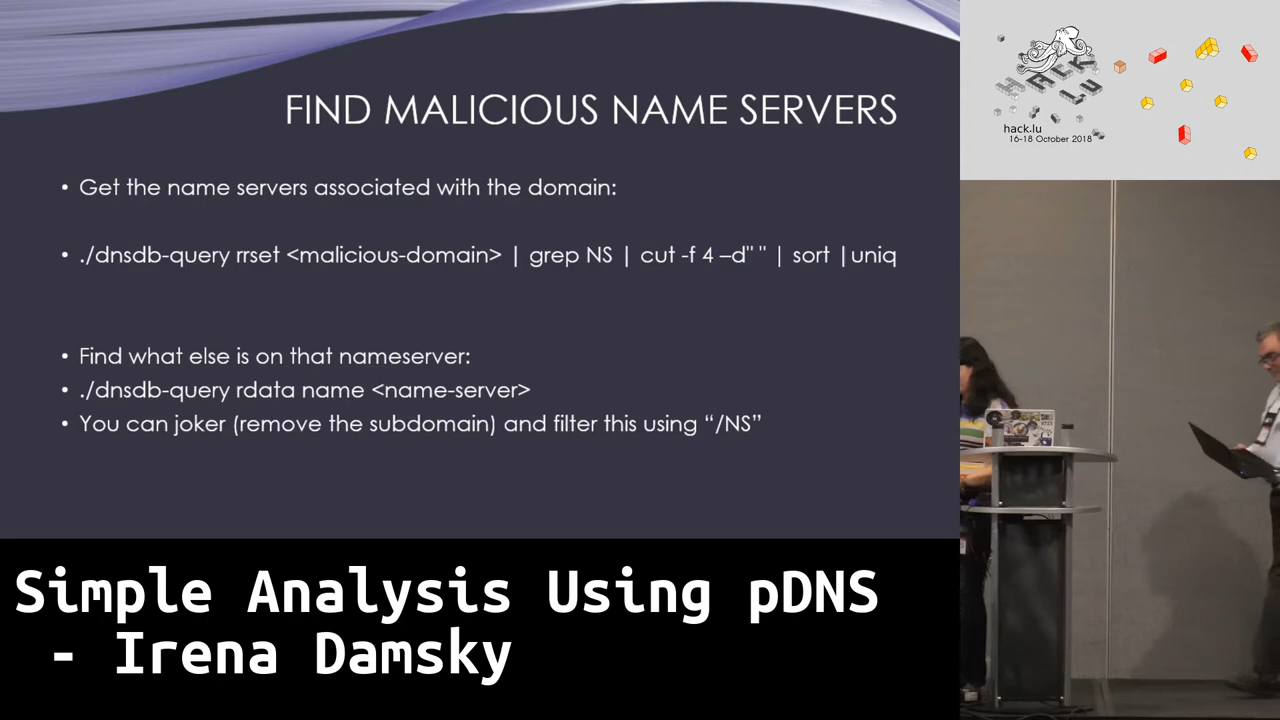 FIND MALICIOUS NAME SERVERS
• Get the name servers associated with the domain:
• ./dnsdb-query rrset <malicious-domain> | grep NS | cut -f 4 –d" " | sort |uniq
• Find what else is on that nameserver:
• ./dnsdb-query rdata name <name-server>
• You can joker (remove the subdomain) and filter this using “/NS”
HACK
LU
hack.lu
16-18 October 2018
Simple Analysis Using pDNS
- Irena Damsky